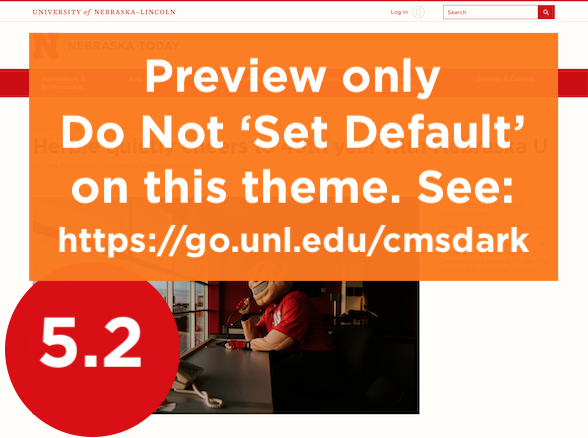 UNIVERSITY of NEBRASKA–LINCOLN
Log In
Search
NEBRASKA TODAY
Preview only
Do Not ‘Set Default’
on this theme. See:
https://go.unl.edu/cmsdark
5.2